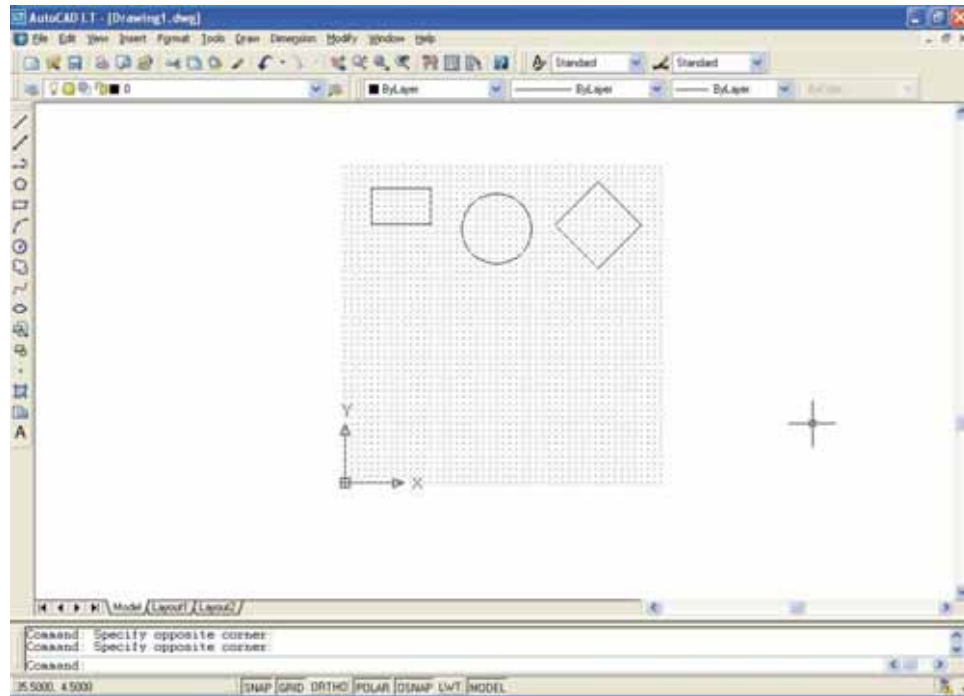 AutoCAD LT - [Drawing1.dwg]
File Edit View Insert Format Tools Draw Dimension Modify Window Help
Standard Standard
0 ByLayer ByLayer ByLayer
Y
X
A
Model Layout1 Layout2
Command: Specify opposite corner:
Command: Specify opposite corner:
Command:
35.5000, 4.5000 SNAP GRID ORTHO POLAR OSNAP LWT MODEL